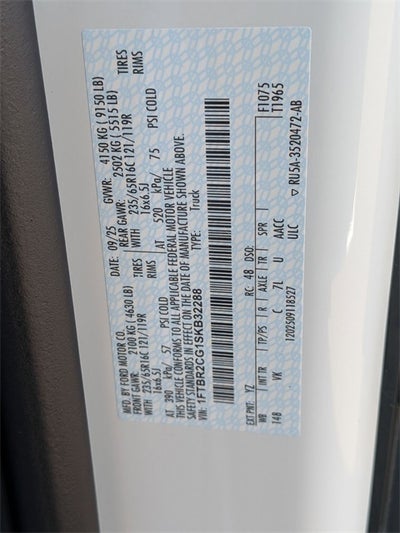 MFD. BY FORD MOTOR CO.
DATE: 09/25
GVWR: 4150 KG ( 9150 LB)
FRONT GAWR: 2100 KG (4630 LB)
REAR GAWR: 2502 KG ( 5515 LB)
WITH 235/65R16C 121/119R TIRES
WITH 235/65R16C 121/119R TIRES
16x6.5J RIMS
16x6.5J RIMS
AT 390 kPa/ 57 PSI COLD
AT 520 kPa/ 75 PSI COLD
THIS VEHICLE CONFORMS TO ALL APPLICABLE FEDERAL MOTOR VEHICLE
SAFETY STANDARDS IN EFFECT ON THE DATE OF MANUFACTURE SHOWN ABOVE.
VIN: 1FTBR2CG1SKB32288
TYPE: Truck
F1075
T1965
EXT PNT: YZ RC: 48 DSO:
WB INT TR TP/PS R AXLE TR SPR
148 VK C 7L U AACC
ULC
1202509118527
▽ RU5A-3520472-AB